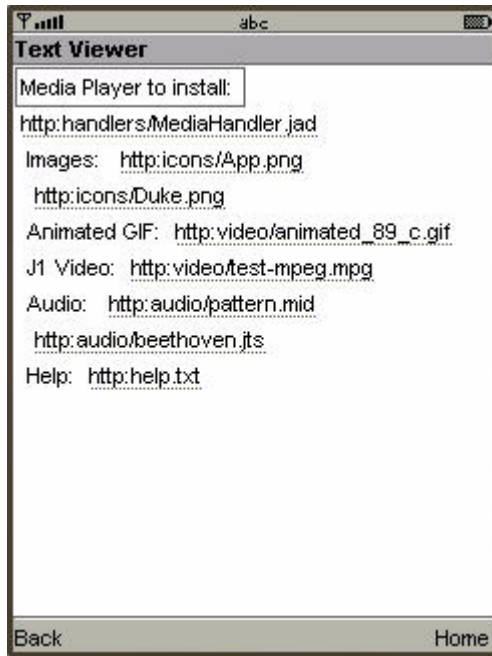 abc
Text Viewer
Media Player to install:
http:handlers/MediaHandler.jad
Images: http:icons/App.png
http:icons/Duke.png
Animated GIF: http:video/animated_89_c.gif
J1 Video: http:video/test-mpeg.mpg
Audio: http:audio/pattern.mid
http:audio/beethoven.jts
Help: http:help.txt
Back Home